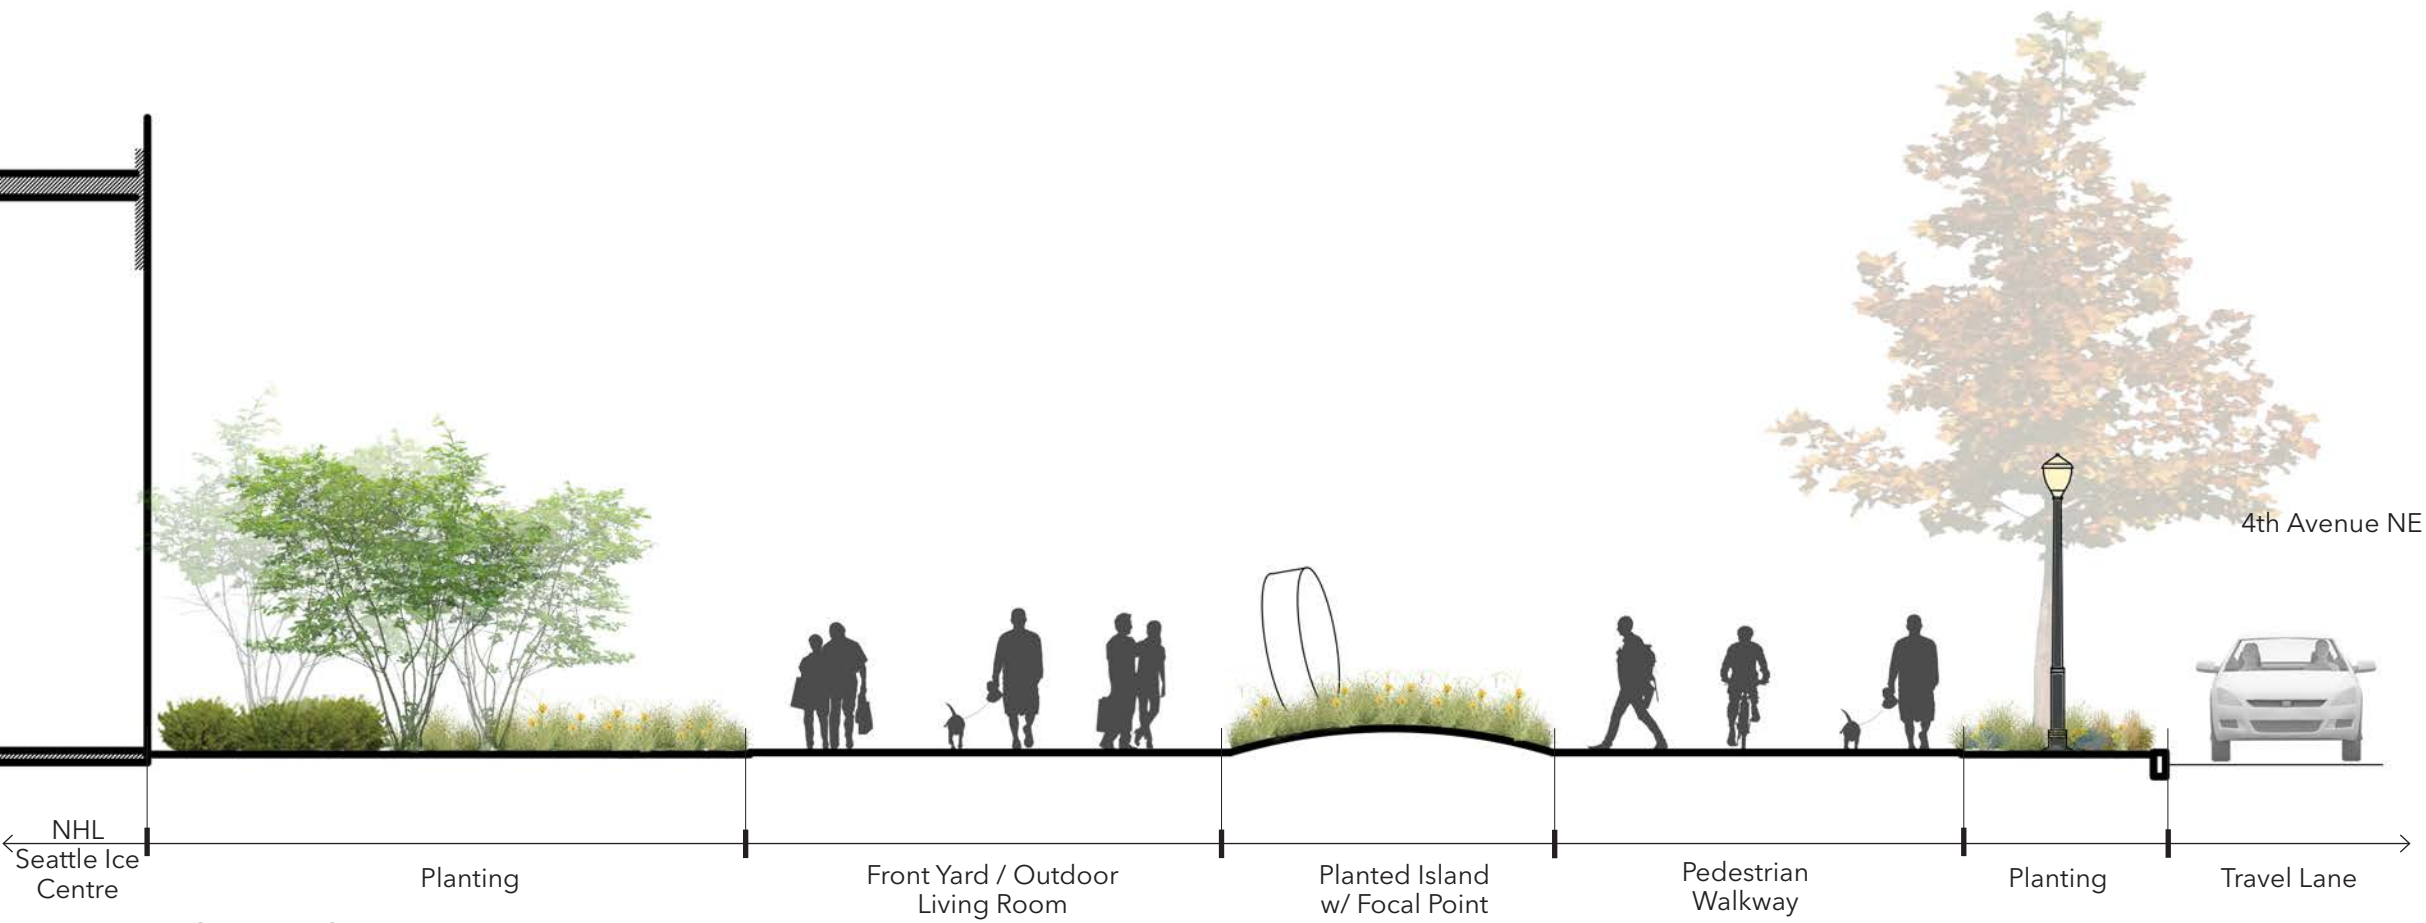 4th Avenue NE
NHL
Seattle Ice
Centre
Planting
Front Yard / Outdoor
Living Room
Planted Island
w/ Focal Point
Pedestrian
Walkway
Planting
Travel Lane